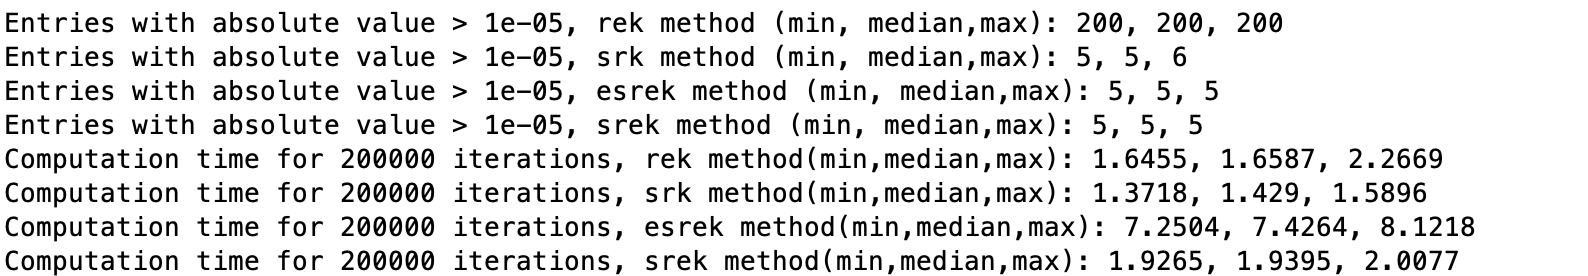 Entries with absolute value > 1e-05, rek method (min, median,max): 200, 200, 200
Entries with absolute value > 1e-05, srk method (min, median,max): 5, 5, 6
Entries with absolute value > 1e-05, esrek method (min, median,max): 5, 5, 5
Entries with absolute value > 1e-05, srek method (min, median,max): 5, 5, 5
Computation time for 200000 iterations, rek method(min,median,max): 1.6455, 1.6587, 2.2669
Computation time for 200000 iterations, srk method(min,median,max): 1.3718, 1.429, 1.5896
Computation time for 200000 iterations, esrek method(min,median,max): 7.2504, 7.4264, 8.1218
Computation time for 200000 iterations, srek method(min,median,max): 1.9265, 1.9395, 2.0077